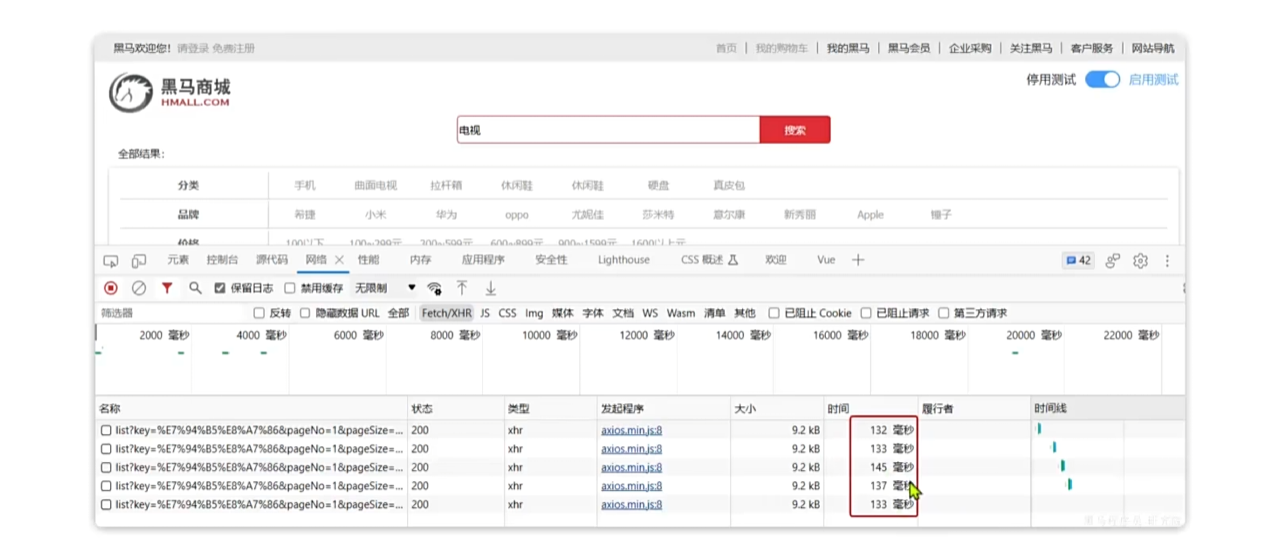 黑马欢迎您! 请登录 免费注册 首页 | 我的购物车 | 我的黑马 | 黑马会员 | 企业采购 | 关注黑马 | 客户服务 | 网站导航
黑马商城
HMALL.COM
停用测试 启用测试
电视 搜索
全部结果:
分类 手机 曲面电视 拉杆箱 休闲鞋 休闲鞋 硬盘 真皮包
品牌 希捷 小米 华为 oppo 尤妮佳 莎米特 意尔康 新秀丽 Apple 锤子
价格 100以下 100~299元 300~599元 600~899元 900~1599元 1600以上元
元素 控制台 源代码 网络 性能 内存 应用程序 安全性 Lighthouse CSS 概述 欢迎 Vue 42
保留日志 禁用缓存 无限制
筛选器 反转 隐藏数据 URL 全部 Fetch/XHR JS CSS Img 媒体 字体 文档 WS Wasm 清单 其他 已阻止 Cookie 已阻止请求 第三方请求
2000 毫秒 4000 毫秒 6000 毫秒 8000 毫秒 10000 毫秒 12000 毫秒 14000 毫秒 16000 毫秒 18000 毫秒 20000 毫秒 22000 毫秒
名称 状态 类型 发起程序 大小 时间 履行者 时间线
list?key=%E7%94%B5%E8%A7%86&pageNo=1&pageSize=... 200 xhr axios.min.js:8 9.2 kB 132 毫秒
list?key=%E7%94%B5%E8%A7%86&pageNo=1&pageSize=... 200 xhr axios.min.js:8 9.2 kB 133 毫秒
list?key=%E7%94%B5%E8%A7%86&pageNo=1&pageSize=... 200 xhr axios.min.js:8 9.2 kB 145 毫秒
list?key=%E7%94%B5%E8%A7%86&pageNo=1&pageSize=... 200 xhr axios.min.js:8 9.2 kB 137 毫秒
list?key=%E7%94%B5%E8%A7%86&pageNo=1&pageSize=... 200 xhr axios.min.js:8 9.2 kB 133 毫秒